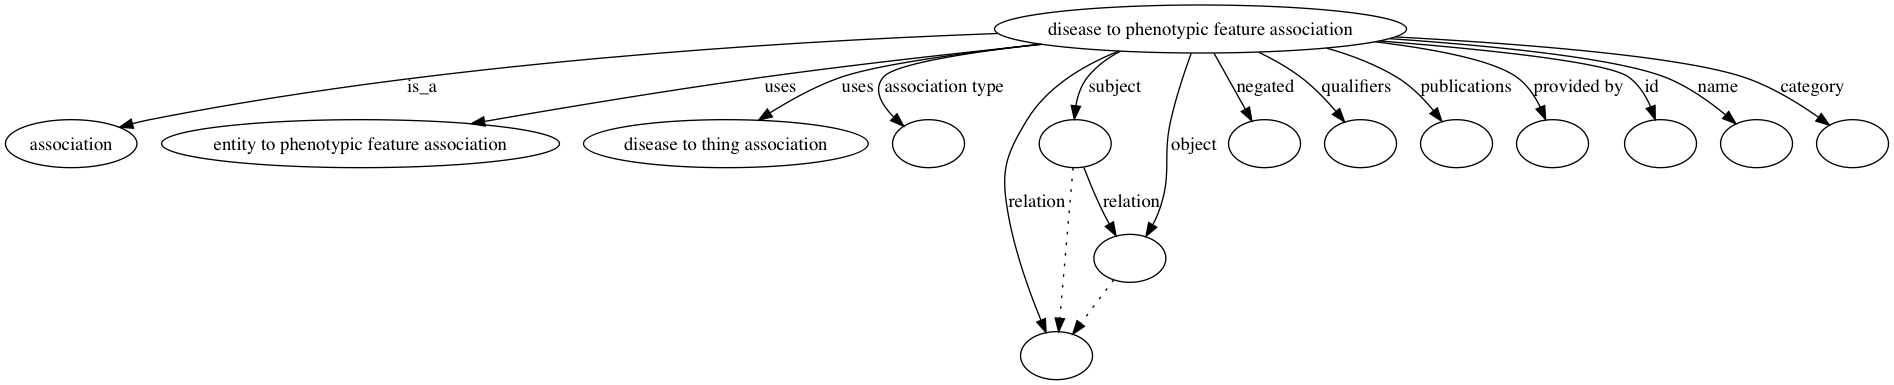 disease to phenotypic feature association
is_a
uses
uses
association type
subject
negated
qualifiers
publications
provided by
id
name
category
association
entity to phenotypic feature association
disease to thing association
object
relation
relation